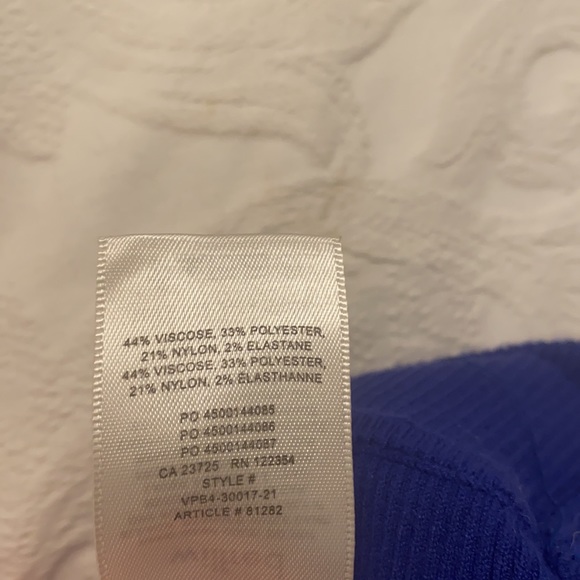 44% VISCOSE, 33% POLYESTER,
21% NYLON, 2% ELASTANE
44% VISCOSE, 33% POLYESTER,
21% NYLON, 2% ELASTHANNE
PO 4500144085
PO 4500144086
PO 4500144087
CA 23725 RN 122354
STYLE #
VPB4-30017-21
ARTICLE # 81282